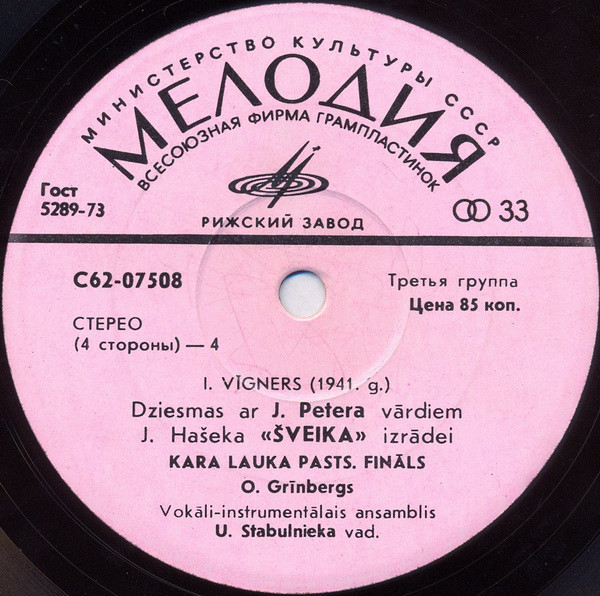 МИНИСТЕРСТВО КУЛЬТУРЫ СССР
МЕЛОДИЯ
ВСЕСОЮЗНАЯ ФИРМА ГРАМПЛАСТИНОК
Гост
5289-73
РИЖСКИЙ ЗАВОД
33
С62-07508
Третья группа
Цена 85 коп.
СТЕРЕО
(4 стороны) — 4
I. VĪGNERS (1941. g.)
Dziesmas ar J. Petera vārdiem
J. Hašeka «ŠVEIKA» izrādei
KARA LAUKA PASTS. FINĀLS
O. Grīnbergs
Vokāli-instrumentālais ansamblis
U. Stabulnieka vad.